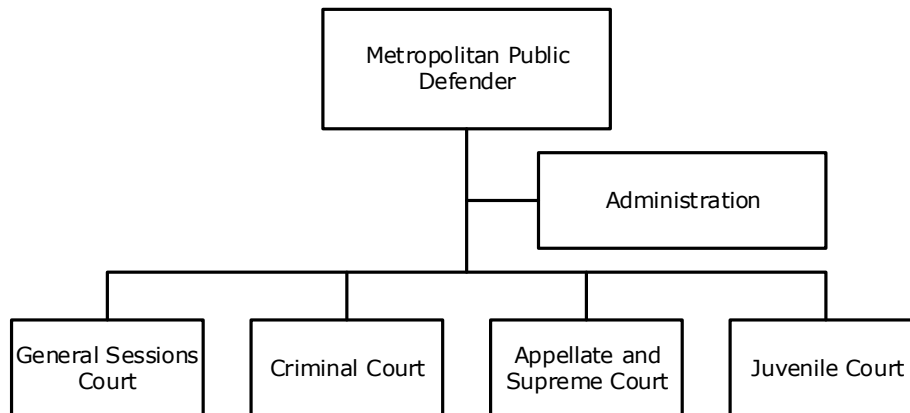 Metropolitan Public
Defender
Administration
General Sessions
Court
Criminal Court
Appellate and
Supreme Court
Juvenile Court